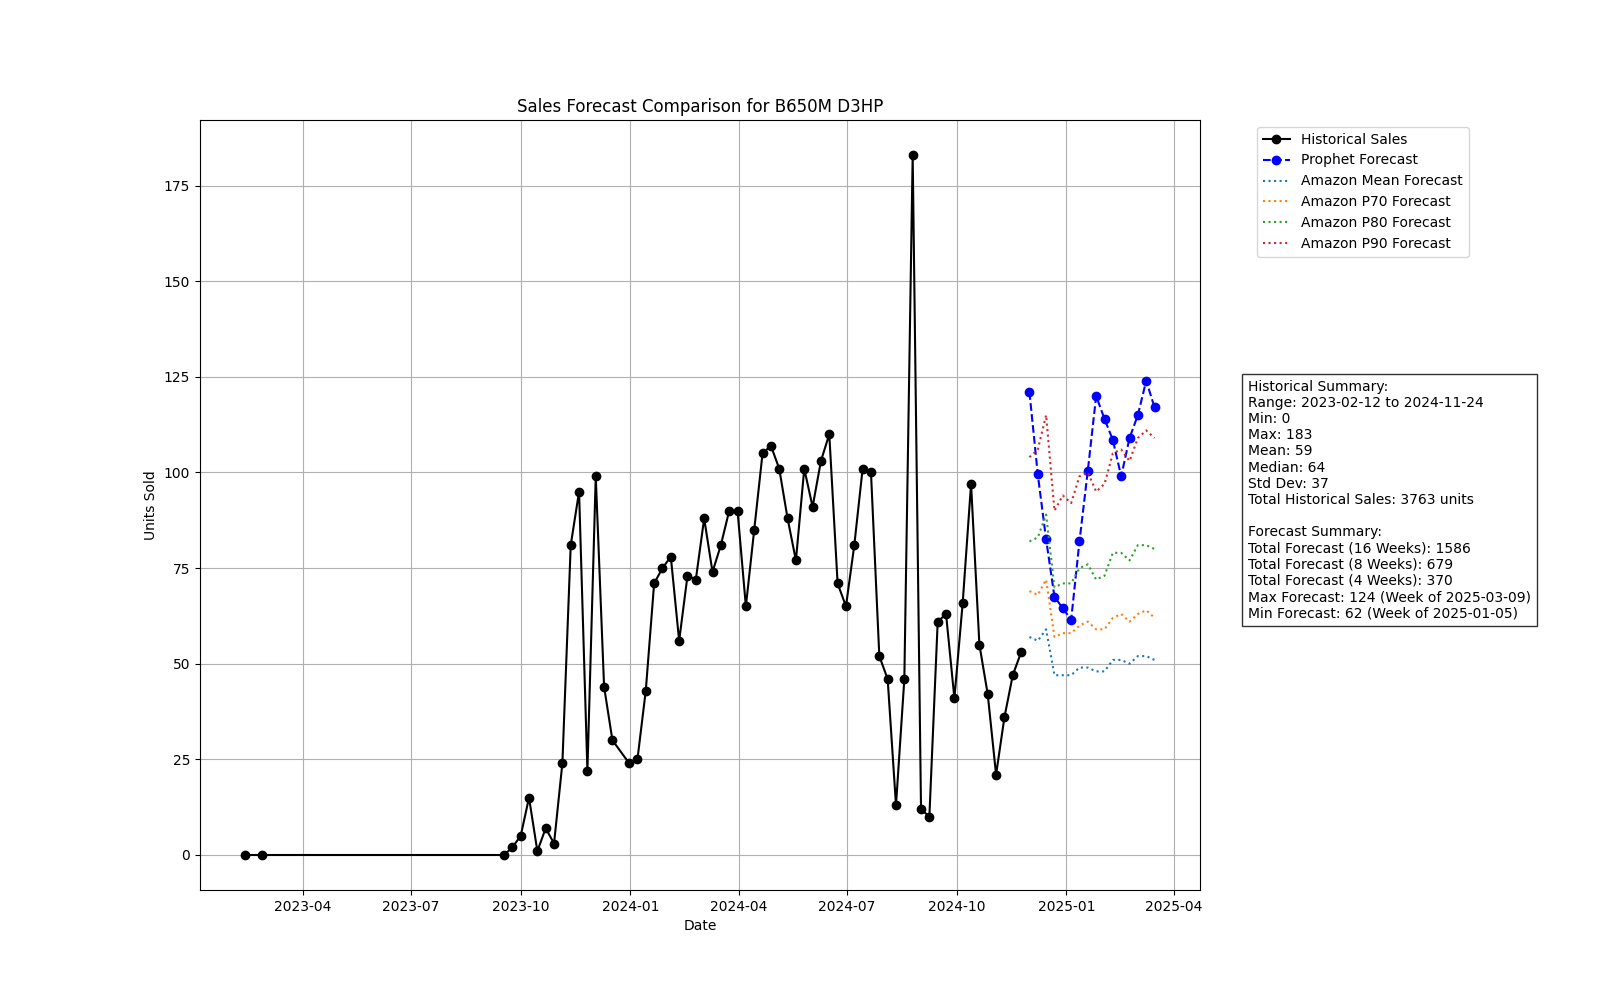 Sales Forecast Comparison for B650M D3HP
Historical Sales
Prophet Forecast
Amazon Mean Forecast
Amazon P70 Forecast
Amazon P80 Forecast
Amazon P90 Forecast
175
150
125
100
75
50
25
0
Units Sold
2023-04
2023-07
2023-10
2024-01
2024-04
2024-07
2024-10
2025-01
2025-04
Date
Historical Summary:
Range: 2023-02-12 to 2024-11-24
Min: 0
Max: 183
Mean: 59
Median: 64
Std Dev: 37
Total Historical Sales: 3763 units
Forecast Summary:
Total Forecast (16 Weeks): 1586
Total Forecast (8 Weeks): 679
Total Forecast (4 Weeks): 370
Max Forecast: 124 (Week of 2025-03-09)
Min Forecast: 62 (Week of 2025-01-05)